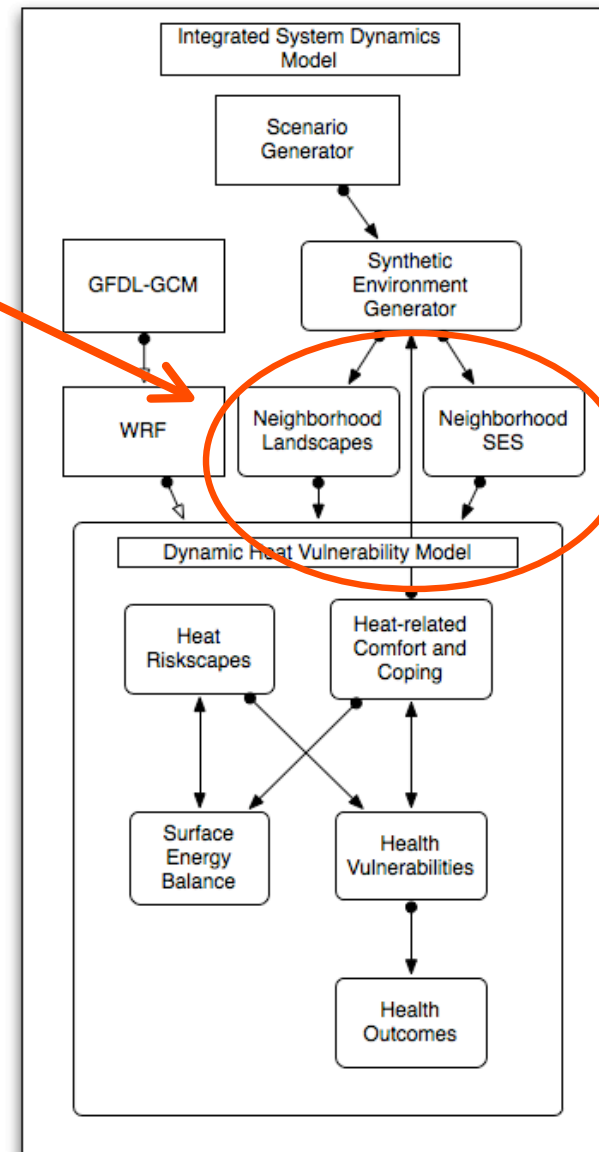 Integrated System Dynamics
Model
Scenario
Generator
GFDL-GCM
Synthetic
Environment
Generator
WRF
Neighborhood
Landscapes
Neighborhood
SES
Dynamic Heat Vulnerability Model
Heat
Riskscapes
Heat-related
Comfort and
Coping
Surface
Energy
Balance
Health
Vulnerabilities
Health
Outcomes